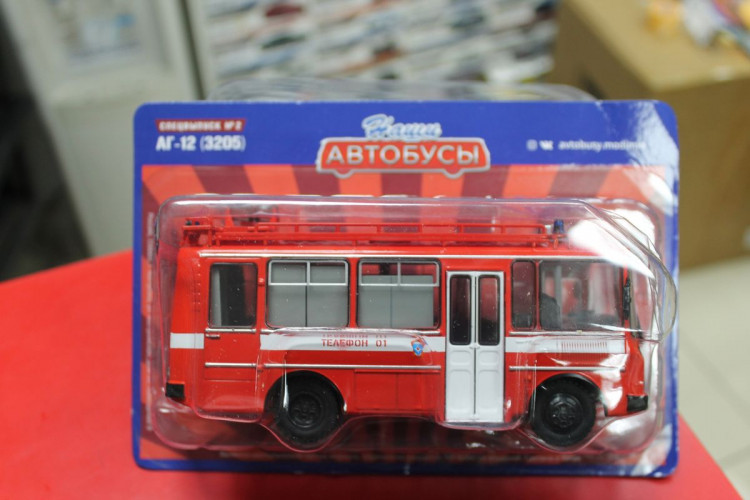 СПЕЦВЫПУСК №2
АГ-12 (3205)
Наши
АВТОБУСЫ
avtobusy.modimio
ТЕЛЕФОН 01